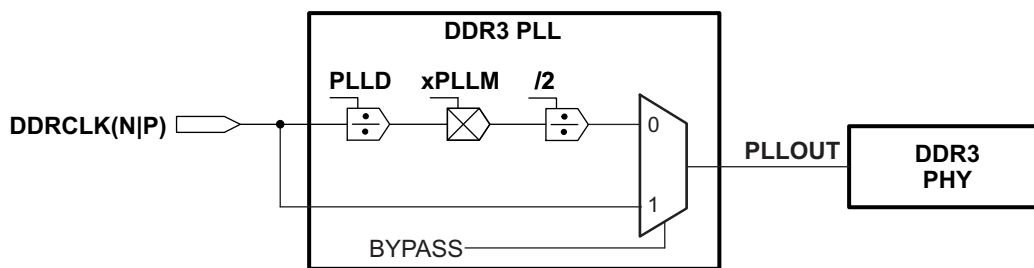 DDR3 PLL
PLLD xPLLM /2
DDRCLK(N|P)
0
PLLOUT
DDR3
PHY
1
BYPASS